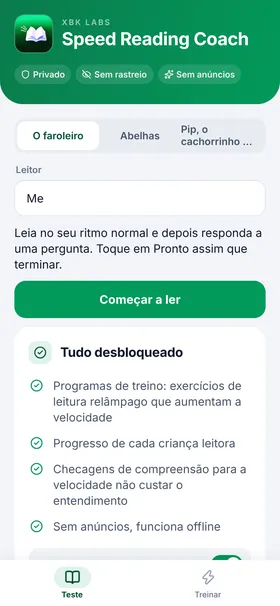 XBK LABS
Speed Reading Coach
Privado
Sem rastreio
Sem anúncios
O faroleiro
Abelhas
Pip, o
cachorrinho ...
Leitor
Me
Leia no seu ritmo normal e depois responda a
uma pergunta. Toque em Pronto assim que
terminar.
Começar a ler
Tudo desbloqueado
Programas de treino: exercícios de
leitura relâmpago que aumentam a
velocidade
Progresso de cada criança leitora
Checagens de compreensão para a
velocidade não custar o
entendimento
Sem anúncios, funciona offline
Teste
Treinar